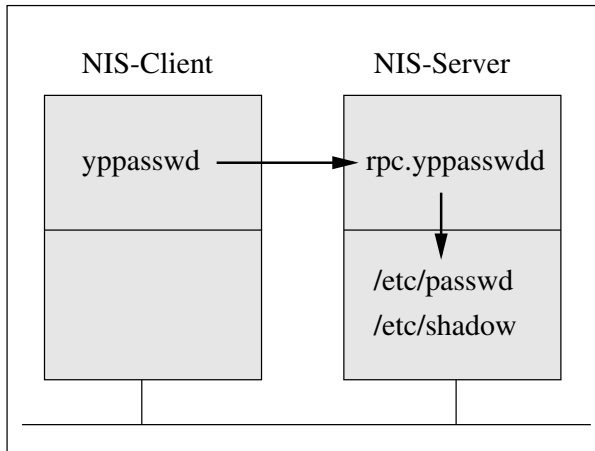 NIS-Client
NIS-Server
yppasswd
rpc.yppasswdd
/etc/passwd
/etc/shadow